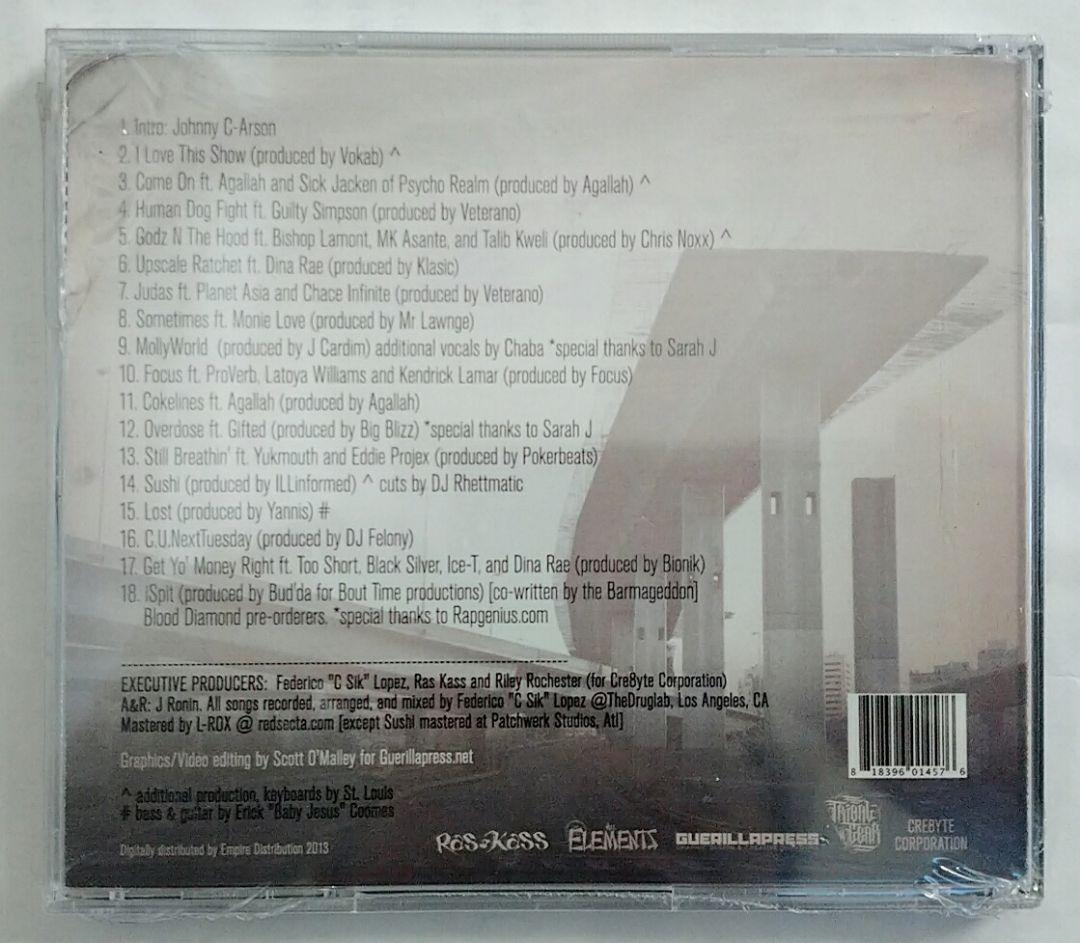 1. Intro: Johnny C-Arson
2. I Love This Show (produced by Vokab) ^
3. Come On ft. Agallah and Sick Jacken of Psycho Realm (produced by Agallah) ^
4. Human Dog Fight ft. Guilty Simpson (produced by Veterano)
5. Godz N The Hood ft. Bishop Lamont, MK Asante, and Talib Kweli (produced by Chris Noxx) ^
6. Upscale Ratchet ft. Dina Rae (produced by Klasic)
7. Judas ft. Planet Asia and Chace Infinite (produced by Veterano)
8. Sometimes ft. Monie Love (produced by Mr Lawnge)
9. MollyWorld (produced by J Cardim) additional vocals by Chaba *special thanks to Sarah J
10. Focus ft. ProVerb, Latoya Williams and Kendrick Lamar (produced by Focus)
11. Cokelines ft. Agallah (produced by Agallah)
12. Overdose ft. Gifted (produced by Big Blizz) *special thanks to Sarah J
13. Still Breathin' ft. Yukmouth and Eddie Projex (produced by Pokerbeats)
14. Sushi (produced by ILLinformed) ^ cuts by DJ Rhettmatic
15. Lost (produced by Yannis) #
16. C.U.NextTuesday (produced by DJ Felony)
17. Get Yo' Money Right ft. Too Short, Black Silver, Ice-T, and Dina Rae (produced by Bionik)
18. iSpit (produced by Bud'da for Bout Time productions) [co-written by the Barmageddon]
Blood Diamond pre-orderers. *special thanks to Rapgenius.com
EXECUTIVE PRODUCERS: Federico "C Sik" Lopez, Ras Kass and Riley Rochester (for Cre8yte Corporation)
A&R: J Ronin. All songs recorded, arranged, and mixed by Federico "C Sik" Lopez @TheDruglab, Los Angeles, CA
Mastered by L-ROX @ redsecta.com [except Sushi mastered at Patchwerk Studios, Atl]
Graphics/Video editing by Scott O'Malley for Guerillapress.net
^ additional production, keyboards by St. Louis
# bass & guitar by Erick "Baby Jesus" Coomes
Digitally distributed by Empire Distribution 2013
RAS KASS ELEMENTS GUERILLAPRESS TRIBAL GEAR CREBYTE CORPORATION
8 18396 01457 6